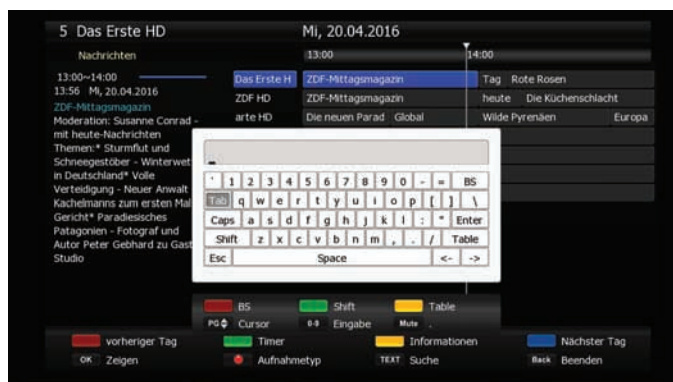 5 Das Erste HD
Mi, 20.04.2016
Nachrichten
13:00
14:00
13:00~14:00
13:56 Mi, 20.04.2016
ZDF-Mittagsmagazin
Moderation: Susanne Conrad -
mit heute-Nachrichten
Themen:* Sturmflut und
Schneegestöber - Winterwet
in Deutschland* Volle
Verteidigung - Neuer Anwalt
Kachelmanns zum ersten Mal
Gericht* Paradiesisches
Patagonien - Fotograf und
Autor Peter Gebhard zu Gast
Studio
Das Erste H ZDF-Mittagsmagazin Tag Rote Rosen
ZDF HD ZDF-Mittagsmagazin heute Die Küchenschlacht
arte HD Die neuen Parad Global Wilde Pyrenäen Europa
' 1 2 3 4 5 6 7 8 9 0 - = BS
Tab q w e r t y u i o p [ ] \
Caps a s d f g h j k l : " Enter
Shift z x c v b n m , . / Table
Esc Space <- ->
BS Shift Table
PG Cursor 0-9 Eingabe Mute .
vorheriger Tag Timer Informationen Nächster Tag
OK Zeigen Aufnahmetyp TEXT Suche Back Beenden